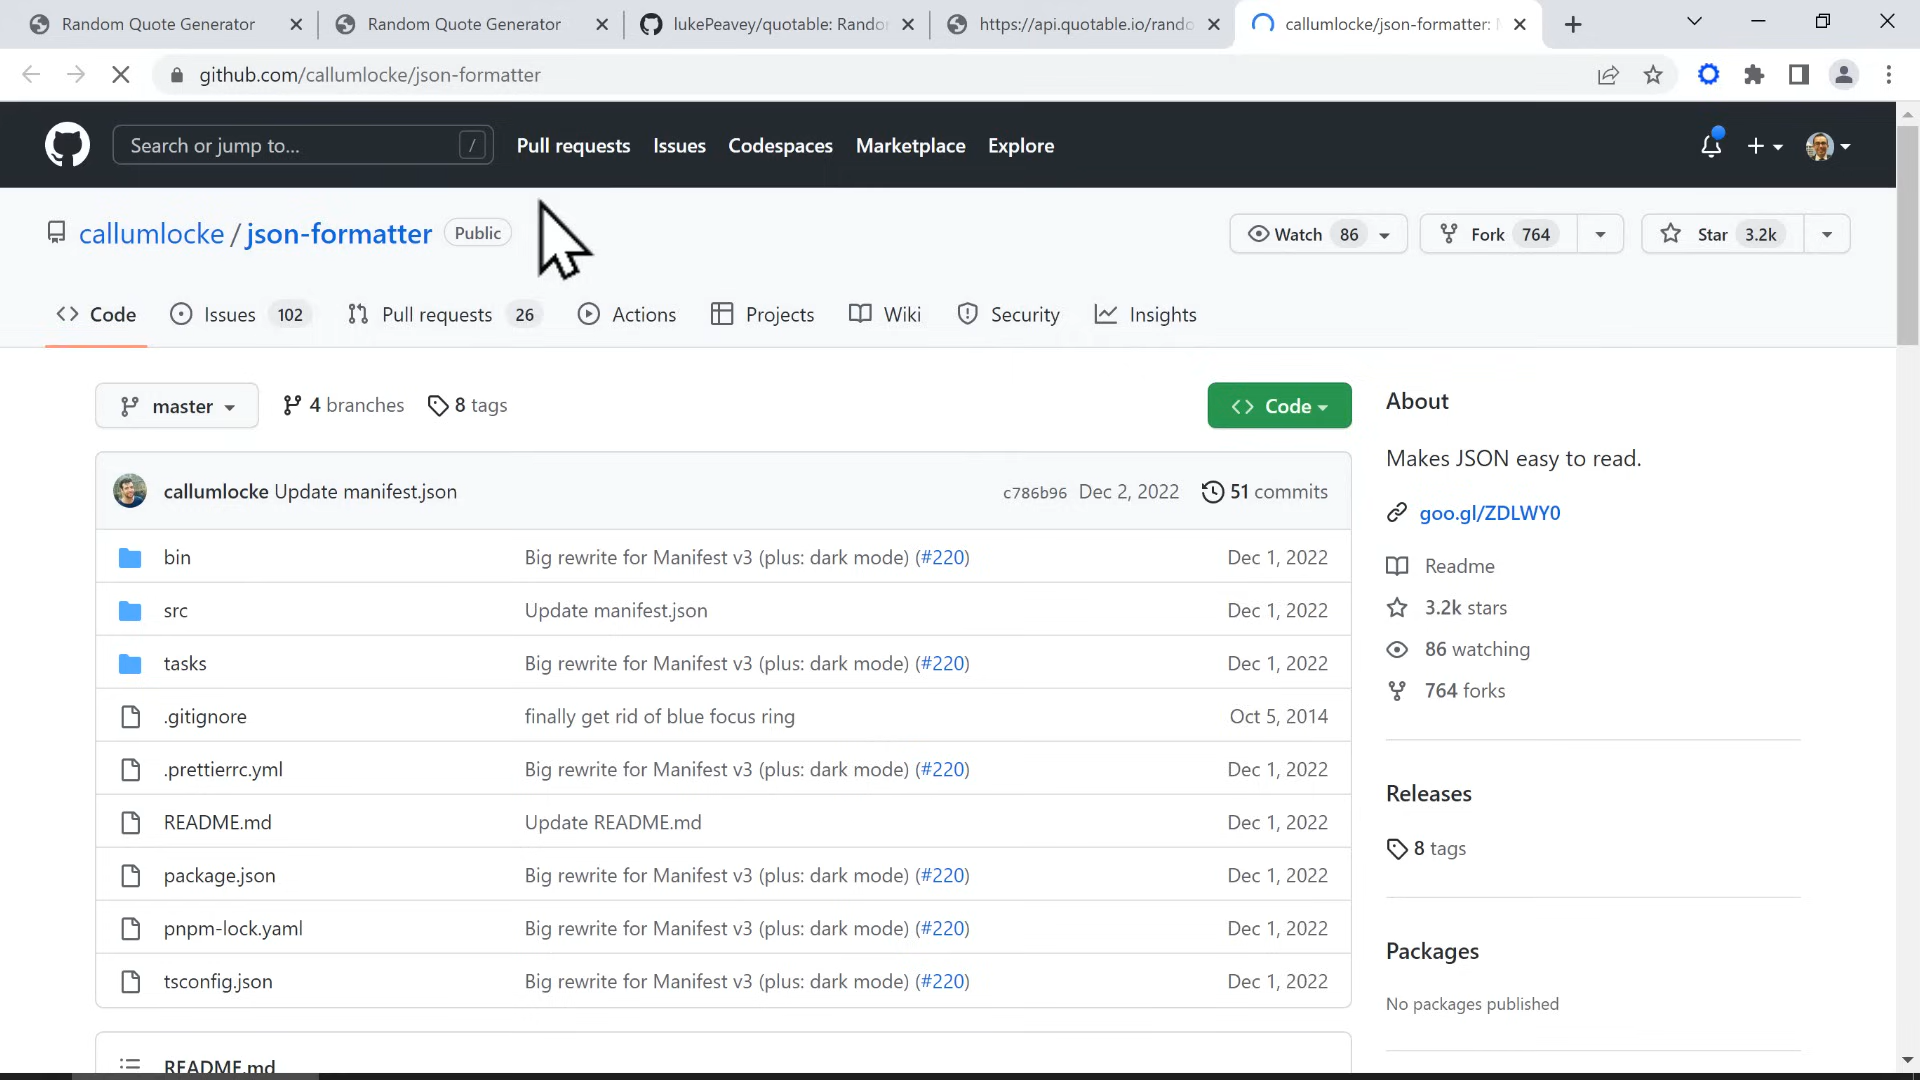 Random Quote Generator
Random Quote Generator
lukePeavey/quotable: Rando
https://api.quotable.io/rando
callumlocke/json-formatter:
github.com/callumlocke/json-formatter
Search or jump to...
/
Pull requests
Issues
Codespaces
Marketplace
Explore
callumlocke / json-formatter
Public
Watch 86
Fork 764
Star 3.2k
Code
Issues 102
Pull requests 26
Actions
Projects
Wiki
Security
Insights
master
4 branches
8 tags
Code
callumlocke Update manifest.json
c786b96 Dec 2, 2022
51 commits
bin Big rewrite for Manifest v3 (plus: dark mode) (#220) Dec 1, 2022
src Update manifest.json Dec 1, 2022
tasks Big rewrite for Manifest v3 (plus: dark mode) (#220) Dec 1, 2022
.gitignore finally get rid of blue focus ring Oct 5, 2014
.prettierrc.yml Big rewrite for Manifest v3 (plus: dark mode) (#220) Dec 1, 2022
README.md Update README.md Dec 1, 2022
package.json Big rewrite for Manifest v3 (plus: dark mode) (#220) Dec 1, 2022
pnpm-lock.yaml Big rewrite for Manifest v3 (plus: dark mode) (#220) Dec 1, 2022
tsconfig.json Big rewrite for Manifest v3 (plus: dark mode) (#220) Dec 1, 2022
README.md
About
Makes JSON easy to read.
goo.gl/ZDLWY0
Readme
3.2k stars
86 watching
764 forks
Releases
8 tags
Packages
No packages published